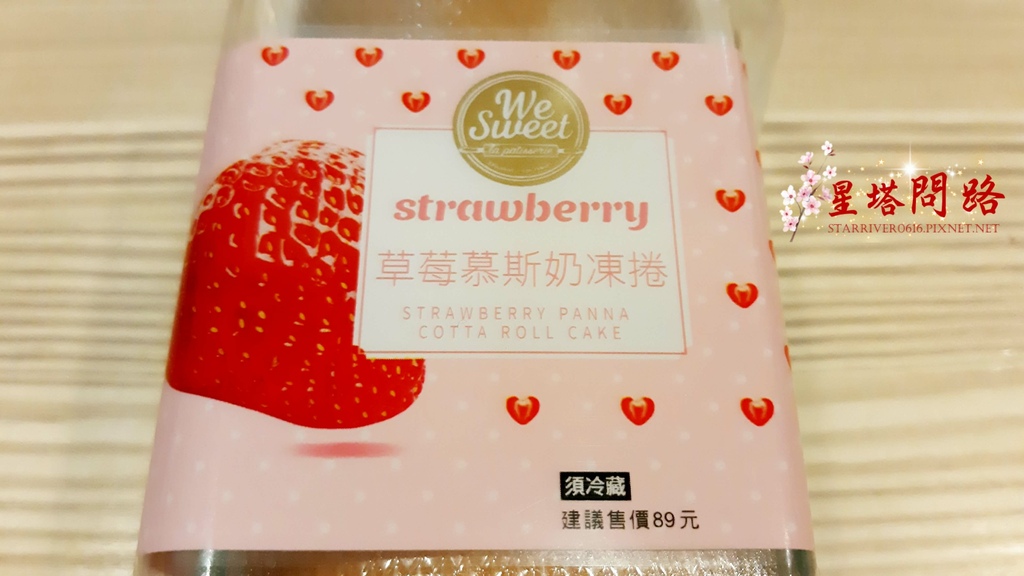 We
Sweet
la patisserie
strawberry
草莓慕斯奶凍捲
STRAWBERRY PANNA
COTTA ROLL CAKE
須冷藏
建議售價89元
星塔問路
STARRIVER0616.PIXNET.NET